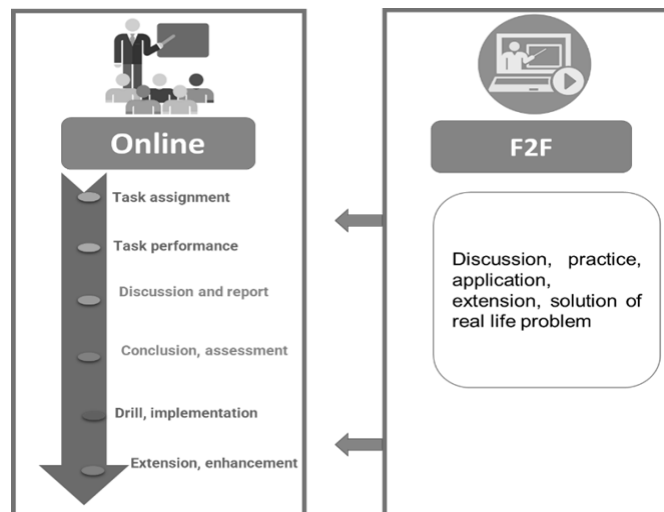 Online
Task assignment
Task performance
Discussion and report
Conclusion, assessment
Drill, implementation
Extension, enhancement
F2F
Discussion, practice,
application,
extension, solution of
real life problem